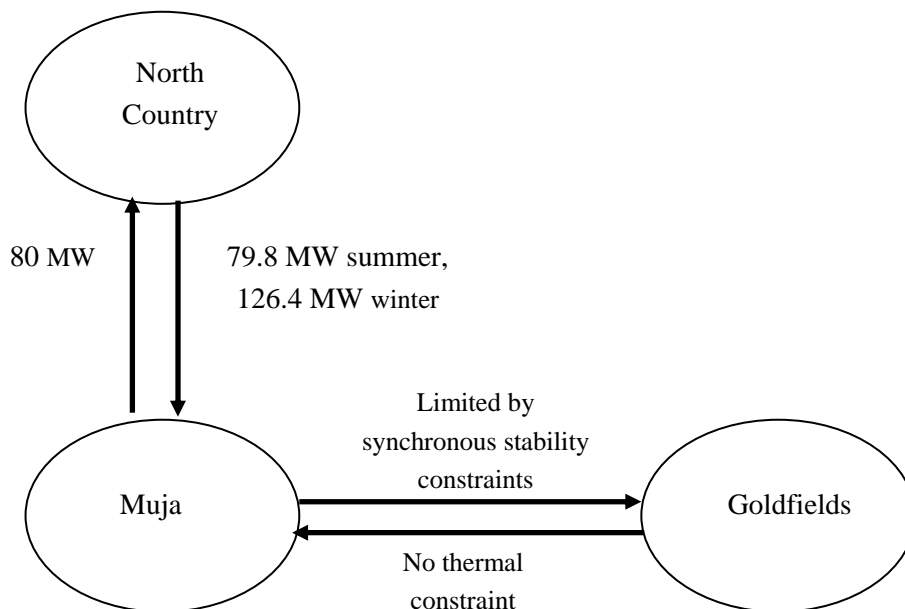 North
Country
80 MW
79.8 MW summer,
126.4 MW winter
Limited by
synchronous stability
constraints
Muja
Goldfields
No thermal
constraint